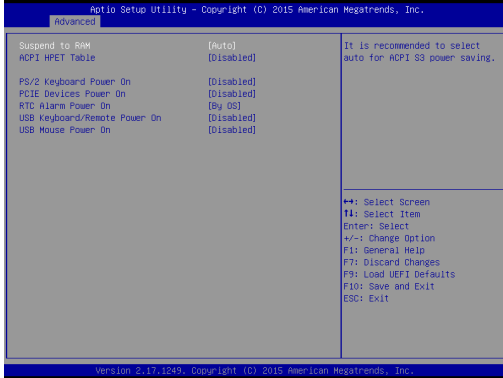 Aptio Setup Utility – Copyright (C) 2015 American Megatrends, Inc.
Advanced
Suspend to RAM [Auto]
ACPI HPET Table [Disabled]
PS/2 Keyboard Power On [Disabled]
PCIE Devices Power On [Disabled]
RTC Alarm Power On [By OS]
USB Keyboard/Remote Power On [Disabled]
USB Mouse Power On [Disabled]
It is recommended to select
auto for ACPI S3 power saving.
↔: Select Screen
↑↓: Select Item
Enter: Select
+/-: Change Option
F1: General Help
F7: Discard Changes
F9: Load UEFI Defaults
F10: Save and Exit
ESC: Exit
Version 2.17.1249. Copyright (C) 2015 American Megatrends, Inc.